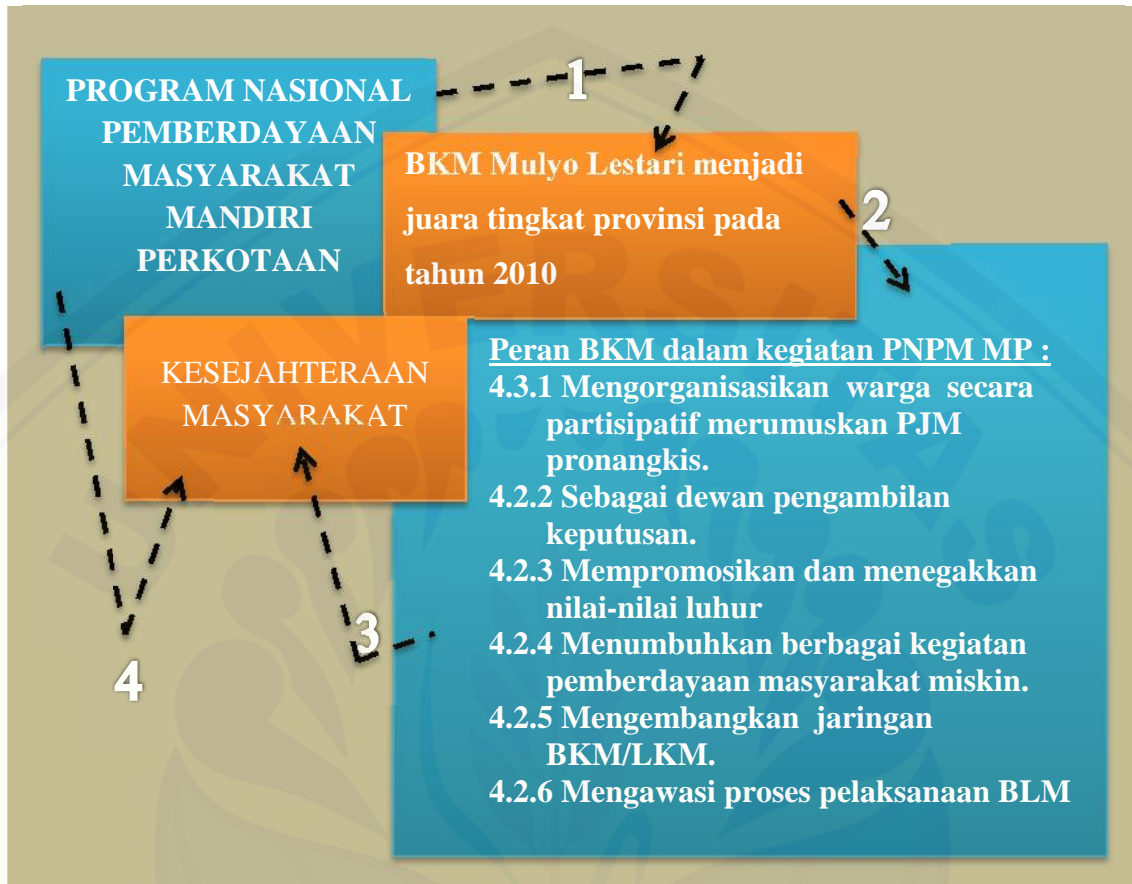 PROGRAM NASIONAL
PEMBERDAYAAN
MASYARAKAT
MANDIRI
PERKOTAAN
1
BKM Mulyo Lestari menjadi
juara tingkat provinsi pada
tahun 2010
2
Peran BKM dalam kegiatan PNPM MP :
4.3.1 Mengorganisasikan warga secara
partisipatif merumuskan PJM
pronangkis.
4.2.2 Sebagai dewan pengambilan
keputusan.
4.2.3 Mempromosikan dan menegakkan
nilai-nilai luhur
4.2.4 Menumbuhkan berbagai kegiatan
pemberdayaan masyarakat miskin.
4.2.5 Mengembangkan jaringan
BKM/LKM.
4.2.6 Mengawasi proses pelaksanaan BLM
KESEJAHTERAAN
MASYARAKAT
3
4
UNIVERSITAS